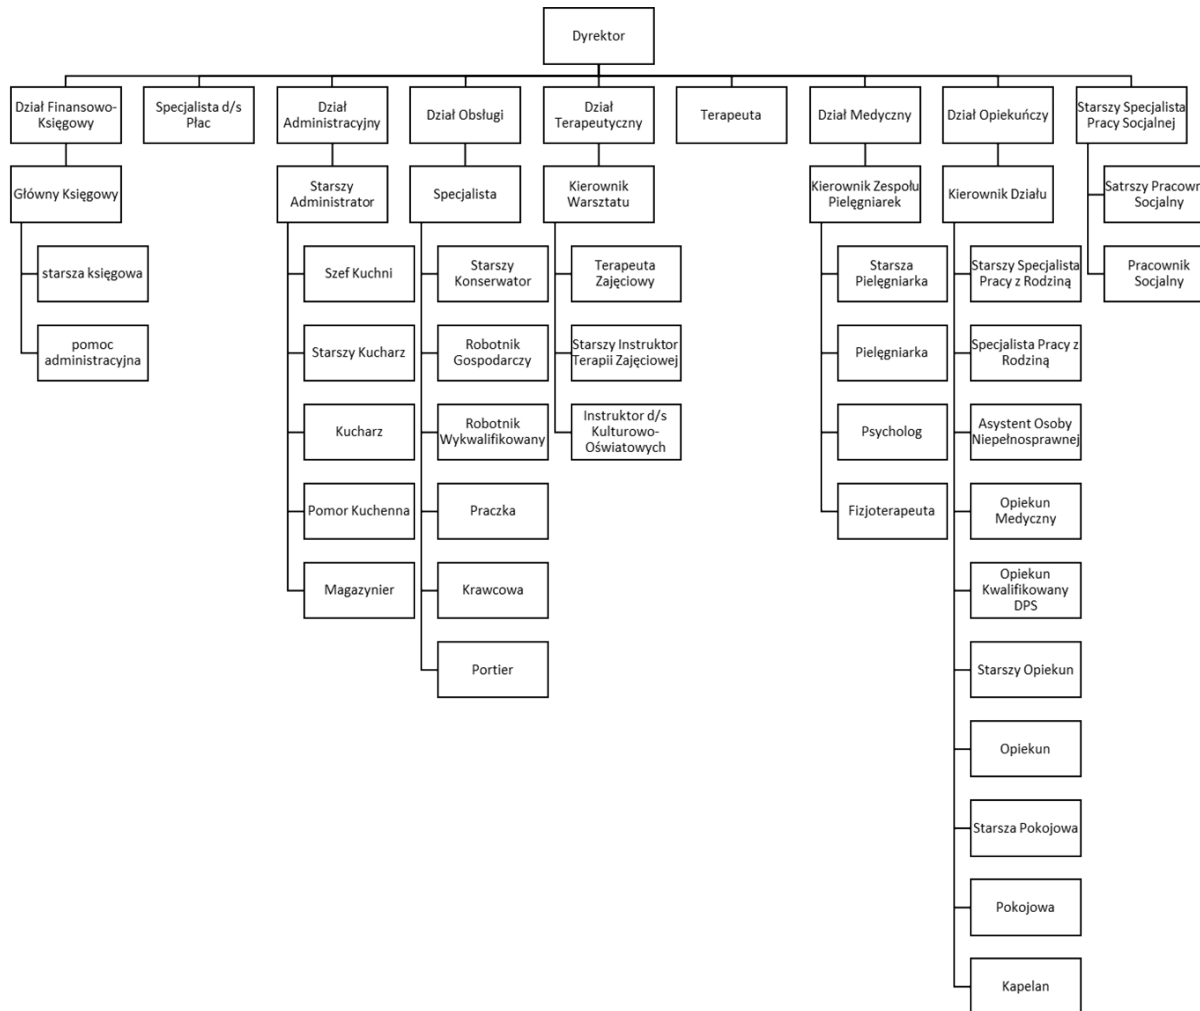 Dyrektor
Dział Finansowo-
Księgowy
Specjalista d/s
Płac
Dział
Administracyjny
Dział Obsługi
Dział
Terapeutyczny
Terapeuta
Dział Medyczny
Dział Opiekuńczy
Starszy Specjalista
Pracy Socjalnej
Główny Księgowy
Starszy
Administrator
Specjalista
Kierownik
Warsztatu
Kierownik Zespołu
Pielęgniarek
Kierownik Działu
Satrszy Pracown
Socjalny
starsza księgowa
Szef Kuchni
Starszy
Konserwator
Terapeuta
Zajęciowy
Starsza
Pielęgniarka
Starszy Specjalista
Pracy z Rodziną
Pracownik
Socjalny
pomoc
administracyjna
Starszy Kucharz
Robotnik
Gospodarczy
Starszy Instruktor
Terapii Zajęciowej
Pielęgniarka
Specjalista Pracy z
Rodziną
Kucharz
Robotnik
Wykwalifikowany
Instruktor d/s
Kulturowo-
Oświatowych
Psycholog
Asystent Osoby
Niepełnosprawnej
Pomor Kuchenna
Praczka
Fizjoterapeuta
Opiekun
Medyczny
Magazynier
Krawcowa
Opiekun
Kwalifikowany
DPS
Portier
Starszy Opiekun
Opiekun
Starsza Pokojowa
Pokojowa
Kapelan